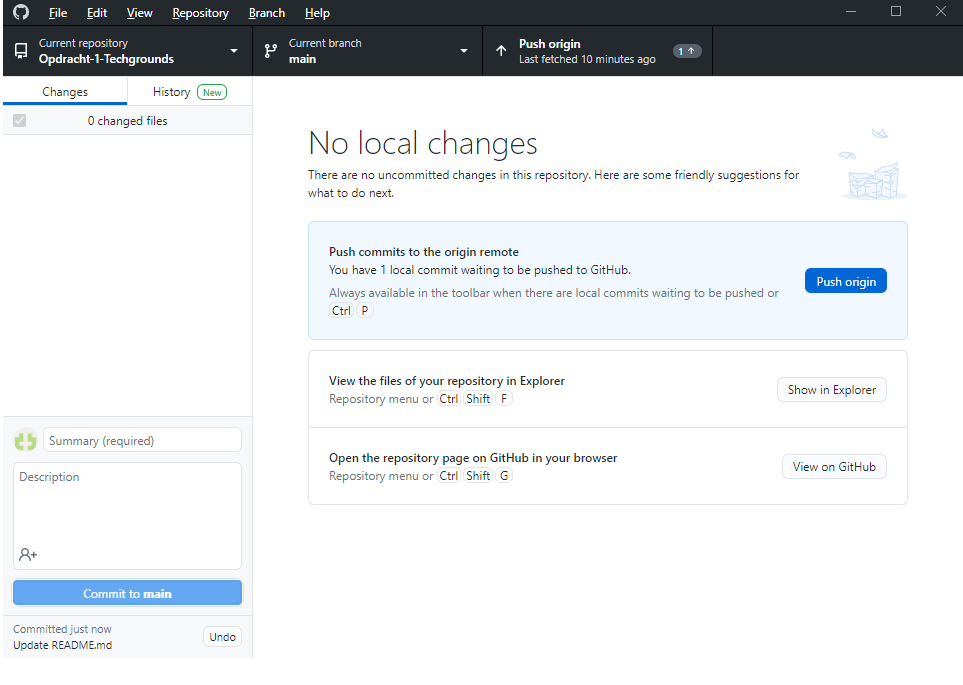 File Edit View Repository Branch Help
Current repository
Opdracht-1-Techgrounds
Current branch
main
Push origin
Last fetched 10 minutes ago
1
Changes
History New
0 changed files
No local changes
There are no uncommitted changes in this repository. Here are some friendly suggestions for
what to do next.
Push commits to the origin remote
You have 1 local commit waiting to be pushed to GitHub.
Always available in the toolbar when there are local commits waiting to be pushed or
Ctrl P
Push origin
View the files of your repository in Explorer
Repository menu or Ctrl Shift F
Show in Explorer
Open the repository page on GitHub in your browser
Repository menu or Ctrl Shift G
View on GitHub
Summary (required)
Description
Commit to main
Committed just now
Update README.md
Undo